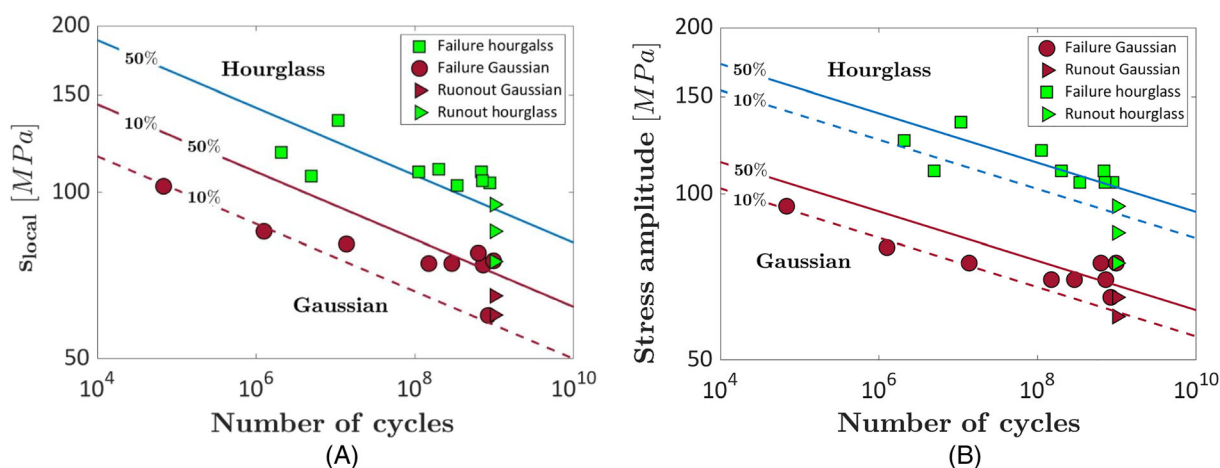 200
150
100
50
s_local [MPa]
50%
Hourglass
10%
50%
10%
Gaussian
Failure hourgalss
Failure Gaussian
Ruonout Gaussian
Runout hourglass
10^4
10^6
10^8
10^10
Number of cycles
(A)
200
150
100
50
Stress amplitude [MPa]
50%
10%
Hourglass
50%
10%
Gaussian
Failure Gaussian
Runout Gaussian
Failure hourglass
Runout hourglass
10^4
10^6
10^8
10^10
Number of cycles
(B)